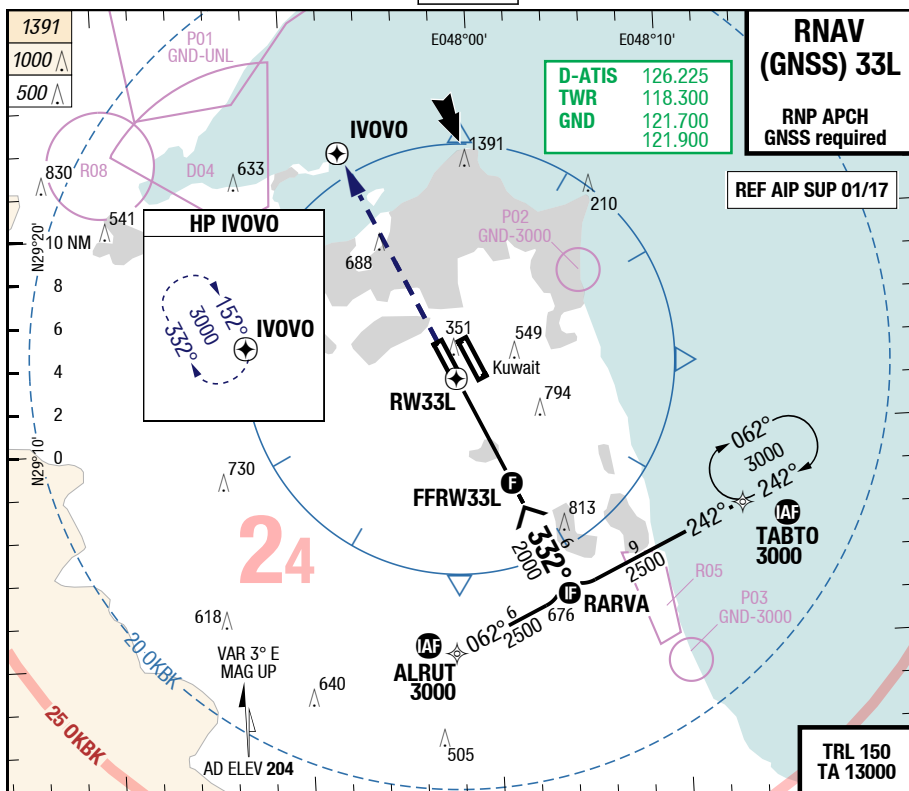 1391
1000
500
P01
GND-UNL
E048°00'
E048°10'
RNAV
(GNSS) 33L
RNP APCH
GNSS required
D-ATIS 126.225
TWR 118.300
GND 121.700
121.900
REF AIP SUP 01/17
IVOVO
1391
R08
D04
830
633
541
210
N29°20'
10 NM
8
6
4
2
0
N29°10'
HP IVOVO
152°
3000
332°
IVOVO
688
P02
GND-3000
351
549
Kuwait
RW33L
794
730
FFRW33L
813
062°
3000
242°
242°
IAF
TABTO
3000
24
332°
6
2000
9
2500
IF
RARVA
676
R05
P03
GND-3000
618
062°
6
2500
IAF
ALRUT
3000
VAR 3° E
MAG UP
640
505
20 OKBK
25 OKBK
AD ELEV 204
F
TRL 150
TA 13000